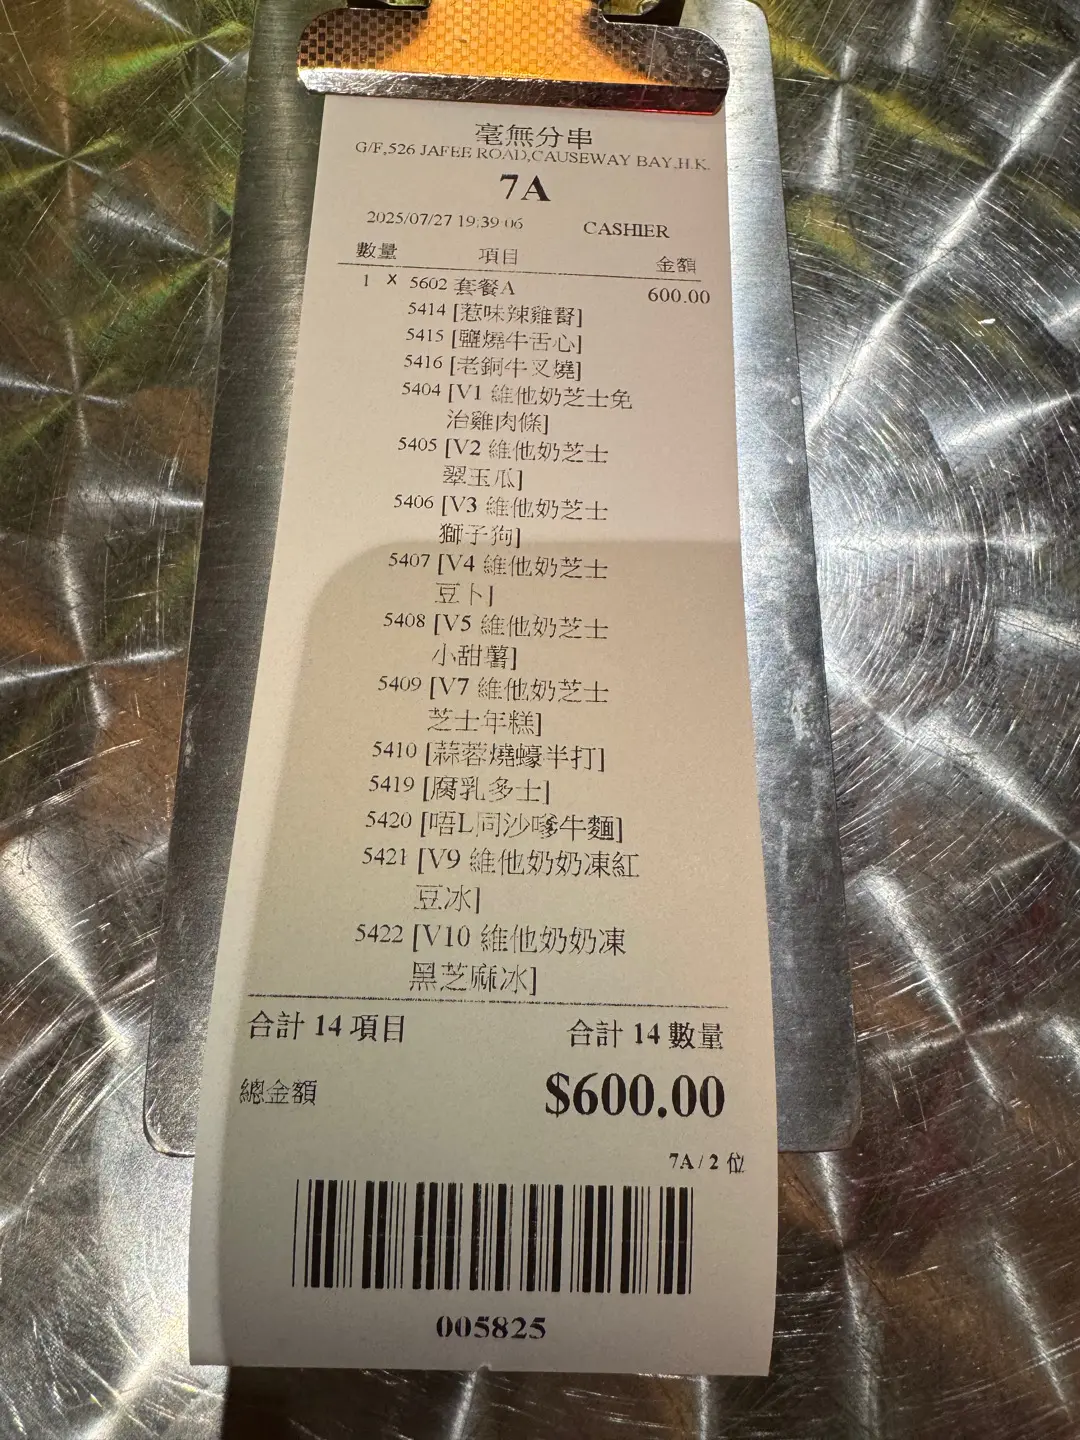 毫無分串
G/F,526 JAFEE ROAD,CAUSEWAY BAY,H.K.
7A
2025/07/27 19:39:06 CASHIER
數量 項目 金額
1 X 5602 套餐A 600.00
5414 [惹味辣雞腎]
5415 [鹽燒牛舌心]
5416 [老銅牛叉燒]
5404 [V1 維他奶芝士免
治雞肉條]
5405 [V2 維他奶芝士
翠玉瓜]
5406 [V3 維他奶芝士
獅子狗]
5407 [V4 維他奶芝士
豆卜]
5408 [V5 維他奶芝士
小甜薯]
5409 [V7 維他奶芝士
芝士年糕]
5410 [蒜蓉燒蠔半打]
5419 [腐乳多士]
5420 [唔L同沙嗲牛麵]
5421 [V9 維他奶奶凍紅
豆冰]
5422 [V10 維他奶奶凍
黑芝麻冰]
合計 14 項目 合計 14 數量
總金額 $600.00
7A / 2 位
005825